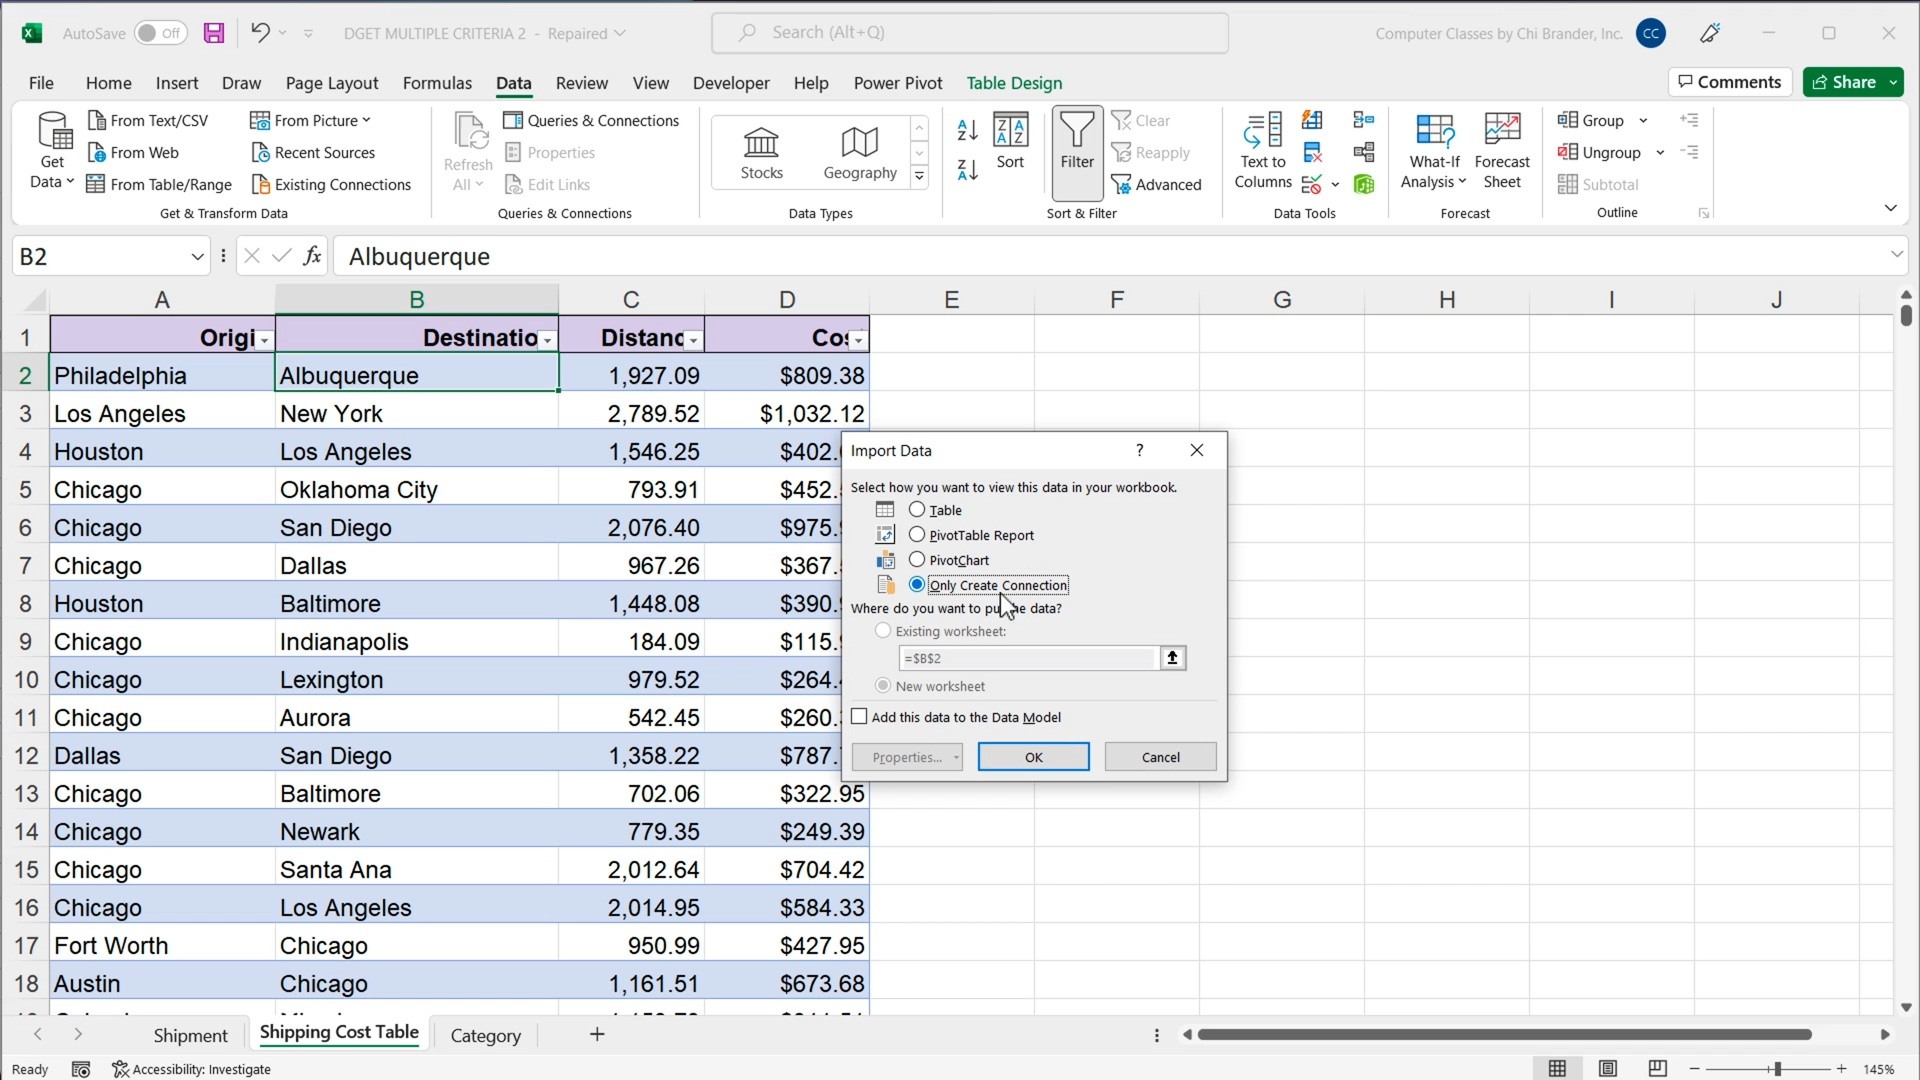 AutoSave Off DGET MULTIPLE CRITERIA 2 - Repaired Search (Alt+Q) Computer Classes by Chi Brander, Inc. CC
File Home Insert Draw Page Layout Formulas Data Review View Developer Help Power Pivot Table Design Comments Share
Get Data
From Text/CSV
From Web
From Table/Range
From Picture
Recent Sources
Existing Connections
Get & Transform Data
Refresh All
Queries & Connections
Properties
Edit Links
Queries & Connections
Stocks
Geography
Data Types
Sort
Filter
Clear
Reapply
Advanced
Sort & Filter
Text to Columns
Data Tools
What-If Analysis
Forecast Sheet
Forecast
Group
Ungroup
Subtotal
Outline
B2 fx Albuquerque
A B C D E F G H I J
1 Origi Destinatio Distanc Cos
2 Philadelphia Albuquerque 1,927.09 $809.38
3 Los Angeles New York 2,789.52 $1,032.12
4 Houston Los Angeles 1,546.25 $402.
5 Chicago Oklahoma City 793.91 $452.
6 Chicago San Diego 2,076.40 $975.
7 Chicago Dallas 967.26 $367.
8 Houston Baltimore 1,448.08 $390.
9 Chicago Indianapolis 184.09 $115.
10 Chicago Lexington 979.52 $264.
11 Chicago Aurora 542.45 $260.
12 Dallas San Diego 1,358.22 $787.
13 Chicago Baltimore 702.06 $322.95
14 Chicago Newark 779.35 $249.39
15 Chicago Santa Ana 2,012.64 $704.42
16 Chicago Los Angeles 2,014.95 $584.33
17 Fort Worth Chicago 950.99 $427.95
18 Austin Chicago 1,161.51 $673.68
Import Data ?
Select how you want to view this data in your workbook.
Table
PivotTable Report
PivotChart
Only Create Connection
Where do you want to pu he data?
Existing worksheet:
=$B$2
New worksheet
Add this data to the Data Model
Properties... OK Cancel
Shipment Shipping Cost Table Category
Ready Accessibility: Investigate 145%